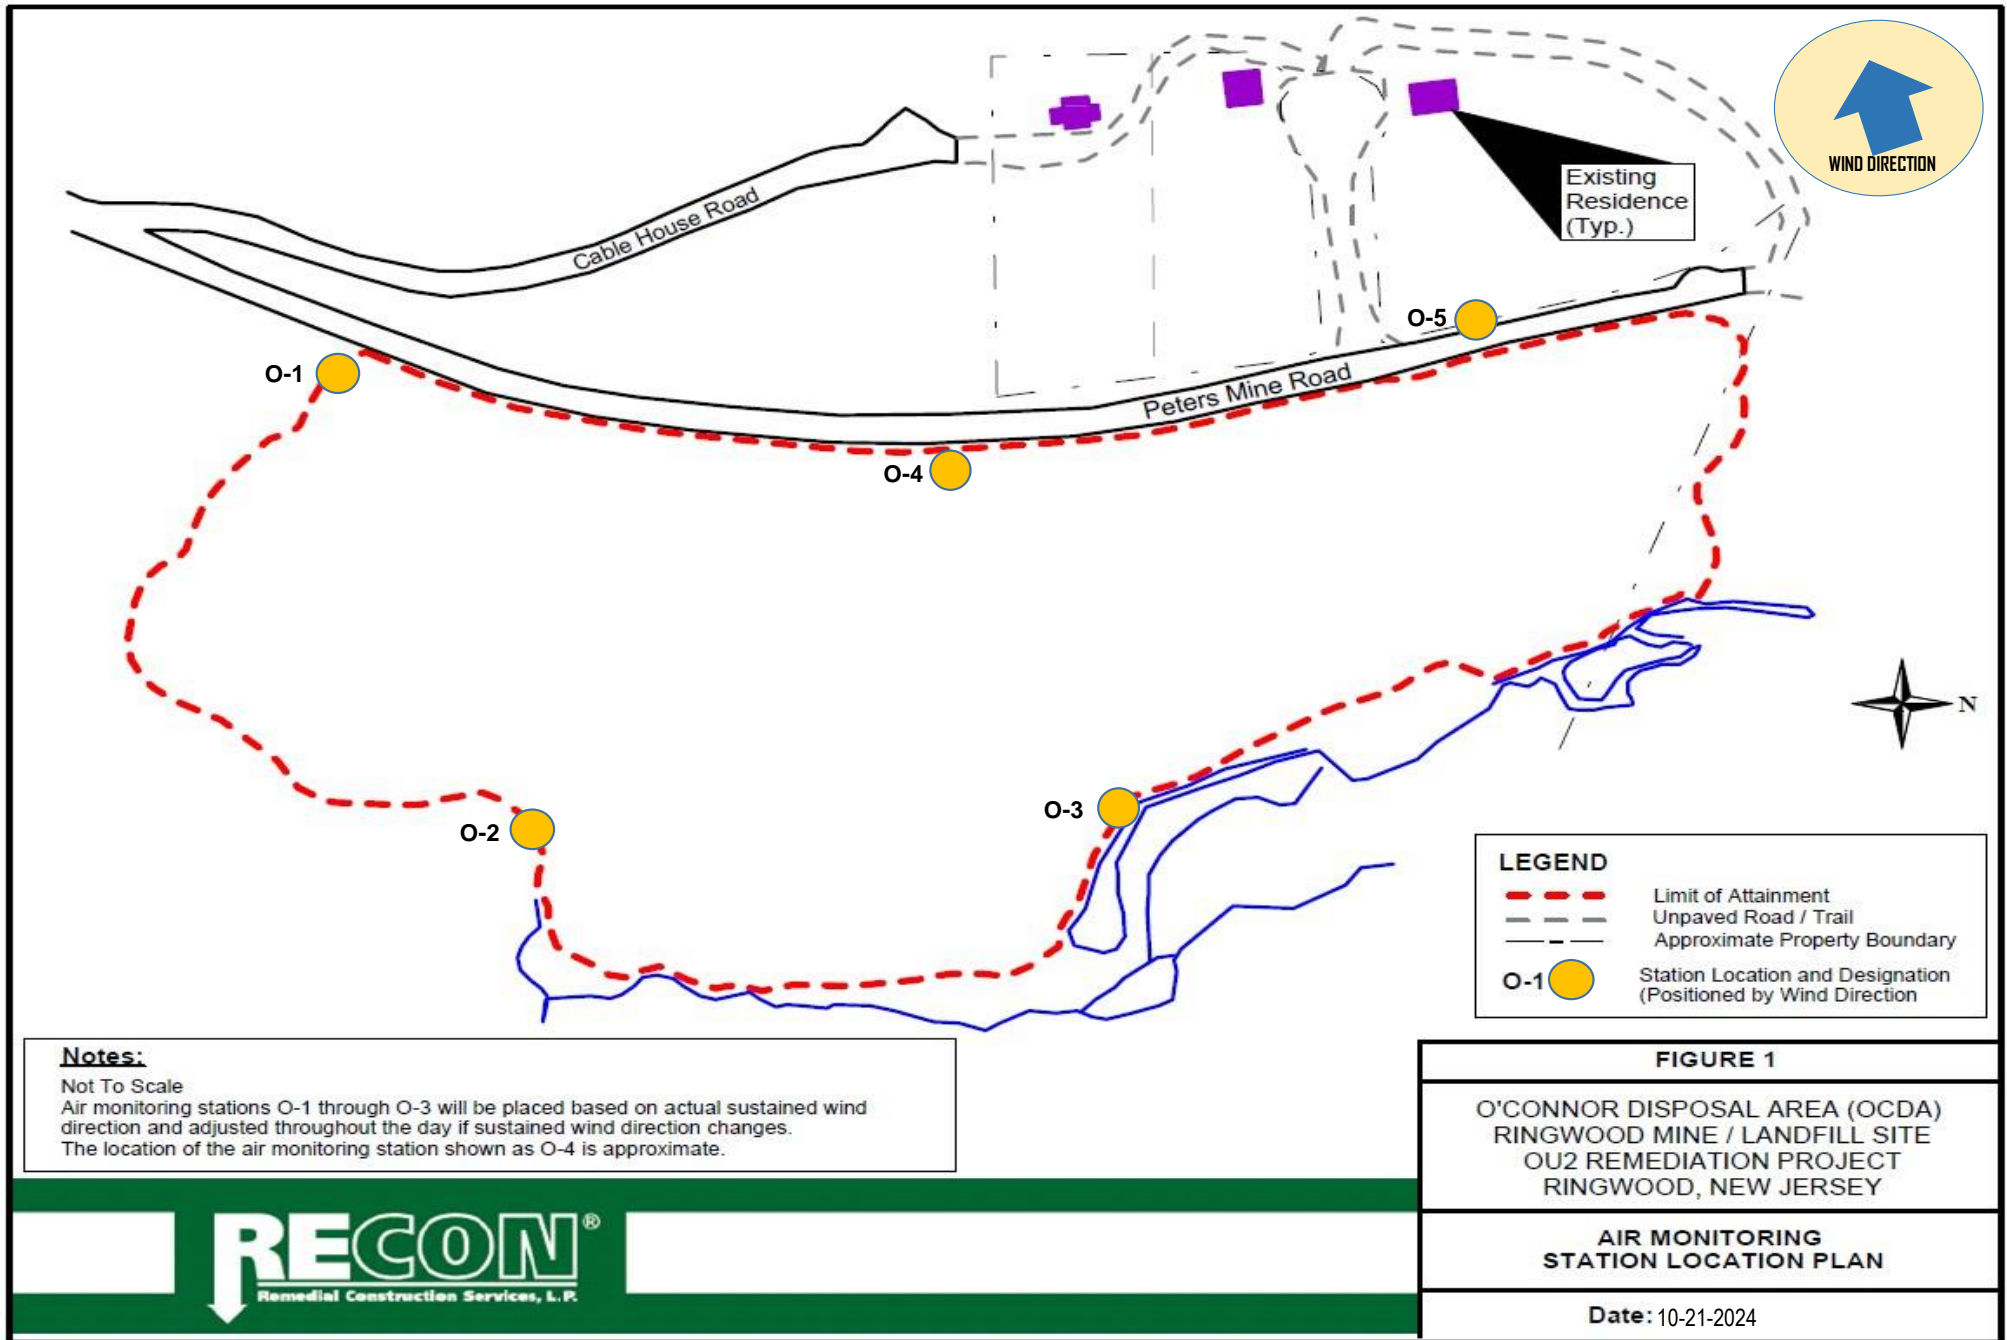 WIND DIRECTION
Existing
Residence
(Typ.)
Cable House Road
O-5
O-1
Peters Mine Road
O-4
N
O-3
O-2
LEGEND
Limit of Attainment
Unpaved Road / Trail
Approximate Property Boundary
O-1 Station Location and Designation
(Positioned by Wind Direction
Notes:
Not To Scale
Air monitoring stations O-1 through O-3 will be placed based on actual sustained wind
direction and adjusted throughout the day if sustained wind direction changes.
The location of the air monitoring station shown as O-4 is approximate.
FIGURE 1
O'CONNOR DISPOSAL AREA (OCDA)
RINGWOOD MINE / LANDFILL SITE
OU2 REMEDIATION PROJECT
RINGWOOD, NEW JERSEY
AIR MONITORING
STATION LOCATION PLAN
Date: 10-21-2024
RECON®
Remedial Construction Services, L.P.